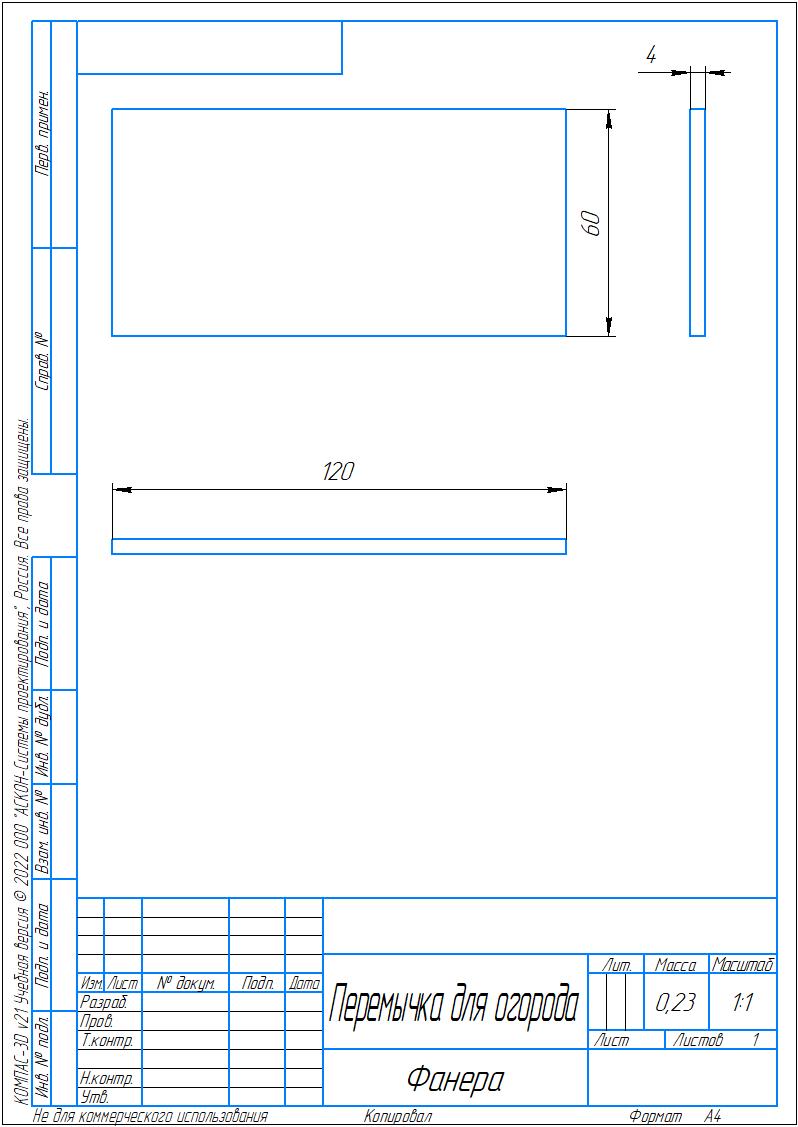 4
60
120
Перв. примен.
Справ. №
Подп. и дата
Инв. № дубл.
Взам. инв. №
Подп. и дата
Инв. № подл.
КОМПАС-3D v21 Учебная версия © 2022 ООО "АСКОН-Системы проектирования", Россия. Все права защищены.
Изм. Лист № докум. Подп. Дата
Разраб.
Пров.
Т.контр.
Н.контр.
Утв.
Перемычка для огорода
Фанера
Лит. Масса Масштаб
0,23 1:1
Лист Листов 1
Не для коммерческого использования Копировал Формат А4